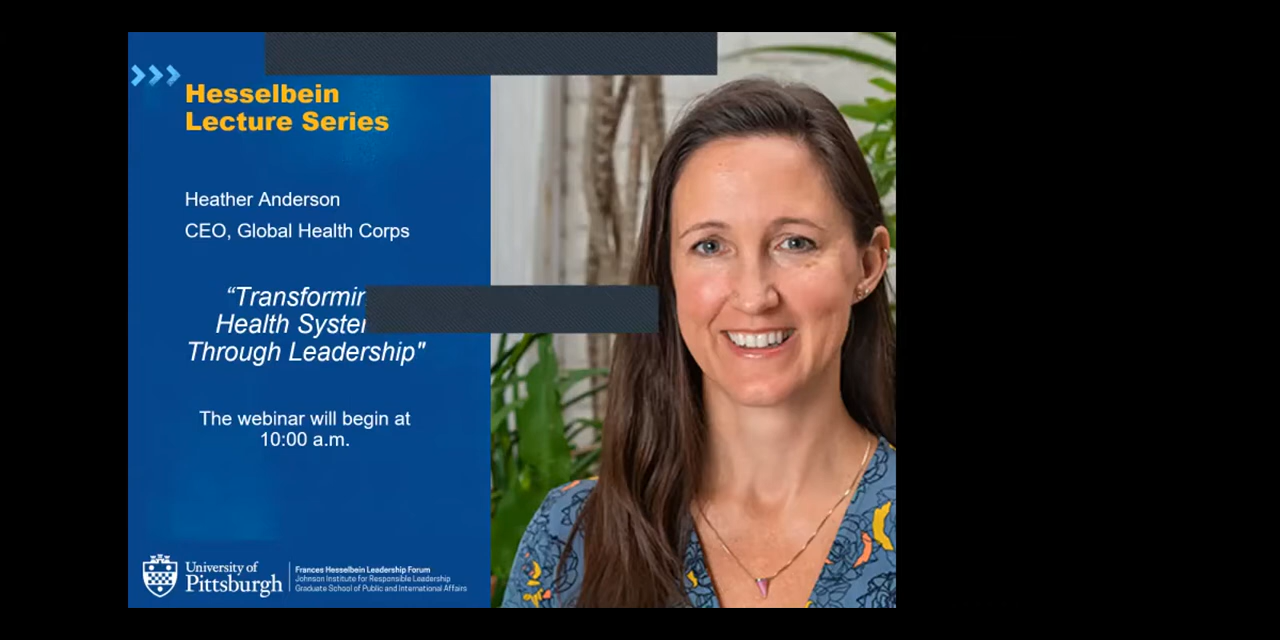 Hesselbein
Lecture Series
Heather Anderson
CEO, Global Health Corps
“
Health
Through Leadership"
The webinar will begin at
10:00 a.m.
University of
Pittsburgh
Frances Hesselbein Leadership Forum
Johnson Institute for Responsible Leadership
Graduate School of Public and International Affairs